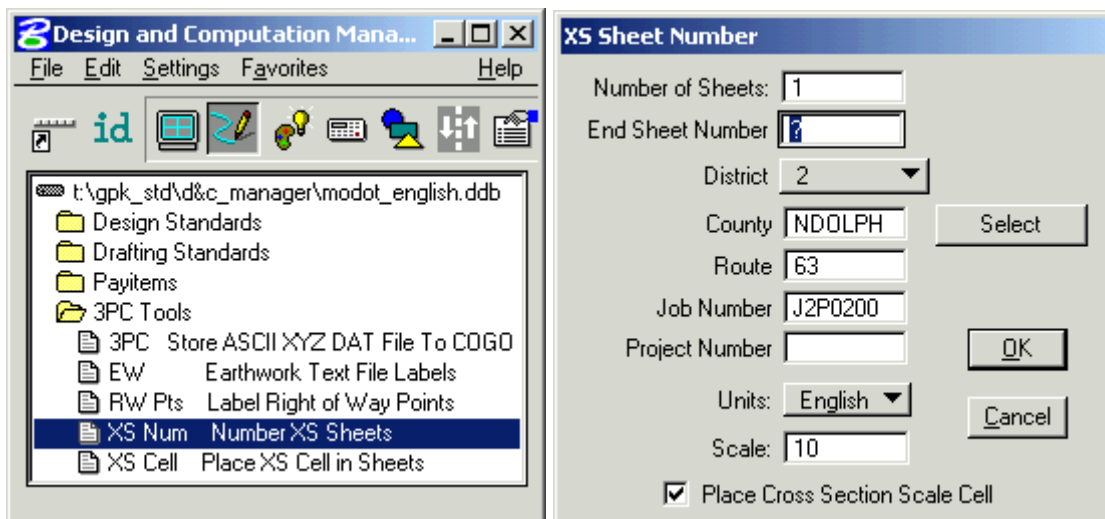 Design and Computation Mana...
File Edit Settings Favorites Help
id
t:\gpk_std\d&c_manager\modot_english.ddb
Design Standards
Drafting Standards
Payitems
3PC Tools
3PC Store ASCII XYZ DAT File To COGO
EW Earthwork Text File Labels
RW Pts Label Right of Way Points
XS Num Number XS Sheets
XS Cell Place XS Cell in Sheets
XS Sheet Number
Number of Sheets: 1
End Sheet Number ?
District 2
County NDOLPH Select
Route 63
Job Number J2P0200
Project Number OK
Units: English
Cancel
Scale: 10
Place Cross Section Scale Cell